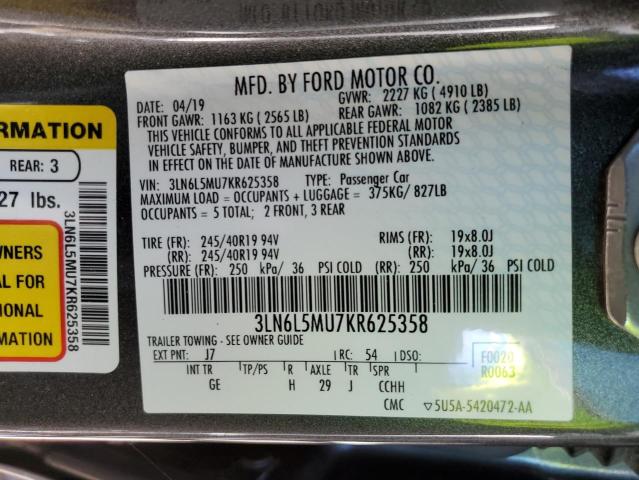 MFD. BY FORD MOTOR CO.
DATE: 04/19 GVWR: 2227 KG ( 4910 LB)
FRONT GAWR: 1163 KG ( 2565 LB) REAR GAWR: 1082 KG ( 2385 LB)
THIS VEHICLE CONFORMS TO ALL APPLICABLE FEDERAL MOTOR
VEHICLE SAFETY, BUMPER, AND THEFT PREVENTION STANDARDS
IN EFFECT ON THE DATE OF MANUFACTURE SHOWN ABOVE.
VIN: 3LN6L5MU7KR625358 TYPE: Passenger Car
MAXIMUM LOAD = OCCUPANTS + LUGGAGE = 375KG/ 827LB
OCCUPANTS = 5 TOTAL; 2 FRONT, 3 REAR
TIRE (FR): 245/40R19 94V RIMS (FR): 19x8.0J
(RR): 245/40R19 94V (RR): 19x8.0J
PRESSURE (FR): 250 kPa/ 36 PSI COLD (RR): 250 kPa/ 36 PSI COLD
3LN6L5MU7KR625358
TRAILER TOWING - SEE OWNER GUIDE
EXT PNT: J7 RC: 54 DSO: F0020
INT TR TP/PS R AXLE TR SPR R0063
GE H 29 J CCHH
CMC ▽5U5A-5420472-AA
ORMATION
REAR: 3
27 lbs.
WNERS
AL FOR
IONAL
ATION
3LN6L5MU7KR625358